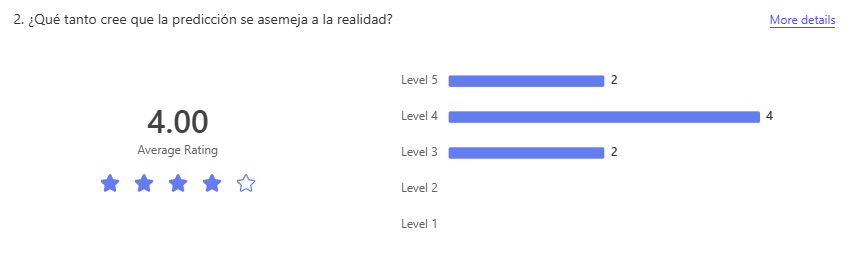 2. ¿Qué tanto cree que la predicción se asemeja a la realidad?
More details
4.00
Average Rating
Level 5
2
Level 4
4
Level 3
2
Level 2
Level 1